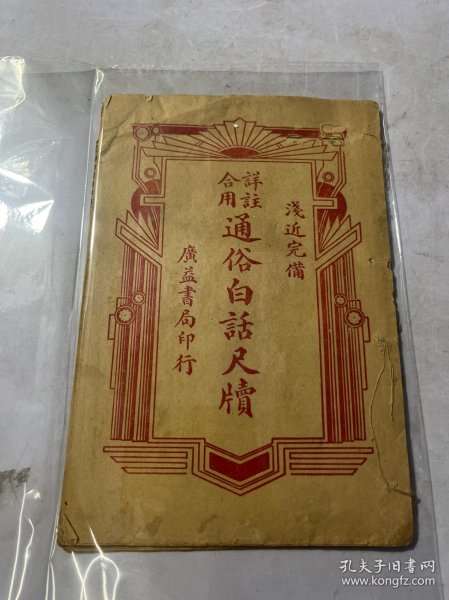 淺近完備
詳註
合用
通俗白話尺牘
廣益書局印行
孔夫子旧书网
www.kongfz.com